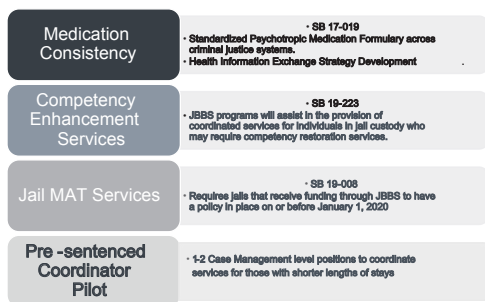 Medication
Consistency
· SB 17-019
· Standardized Psychotropic Medication Formulary across
criminal justice systems.
· Health Information Exchange Strategy Development .
Competency
Enhancement
Services
· SB 19-223
· JBBS programs will assist in the provision of
coordinated services for individuals in jail custody who
may require competency restoration services.
Jail MAT Services
· SB 19-008
· Requires jails that receive funding through JBBS to have
a policy in place on or before January 1, 2020
Pre -sentenced
Coordinator
Pilot
· 1-2 Case Management level positions to coordinate
services for those with shorter lengths of stays